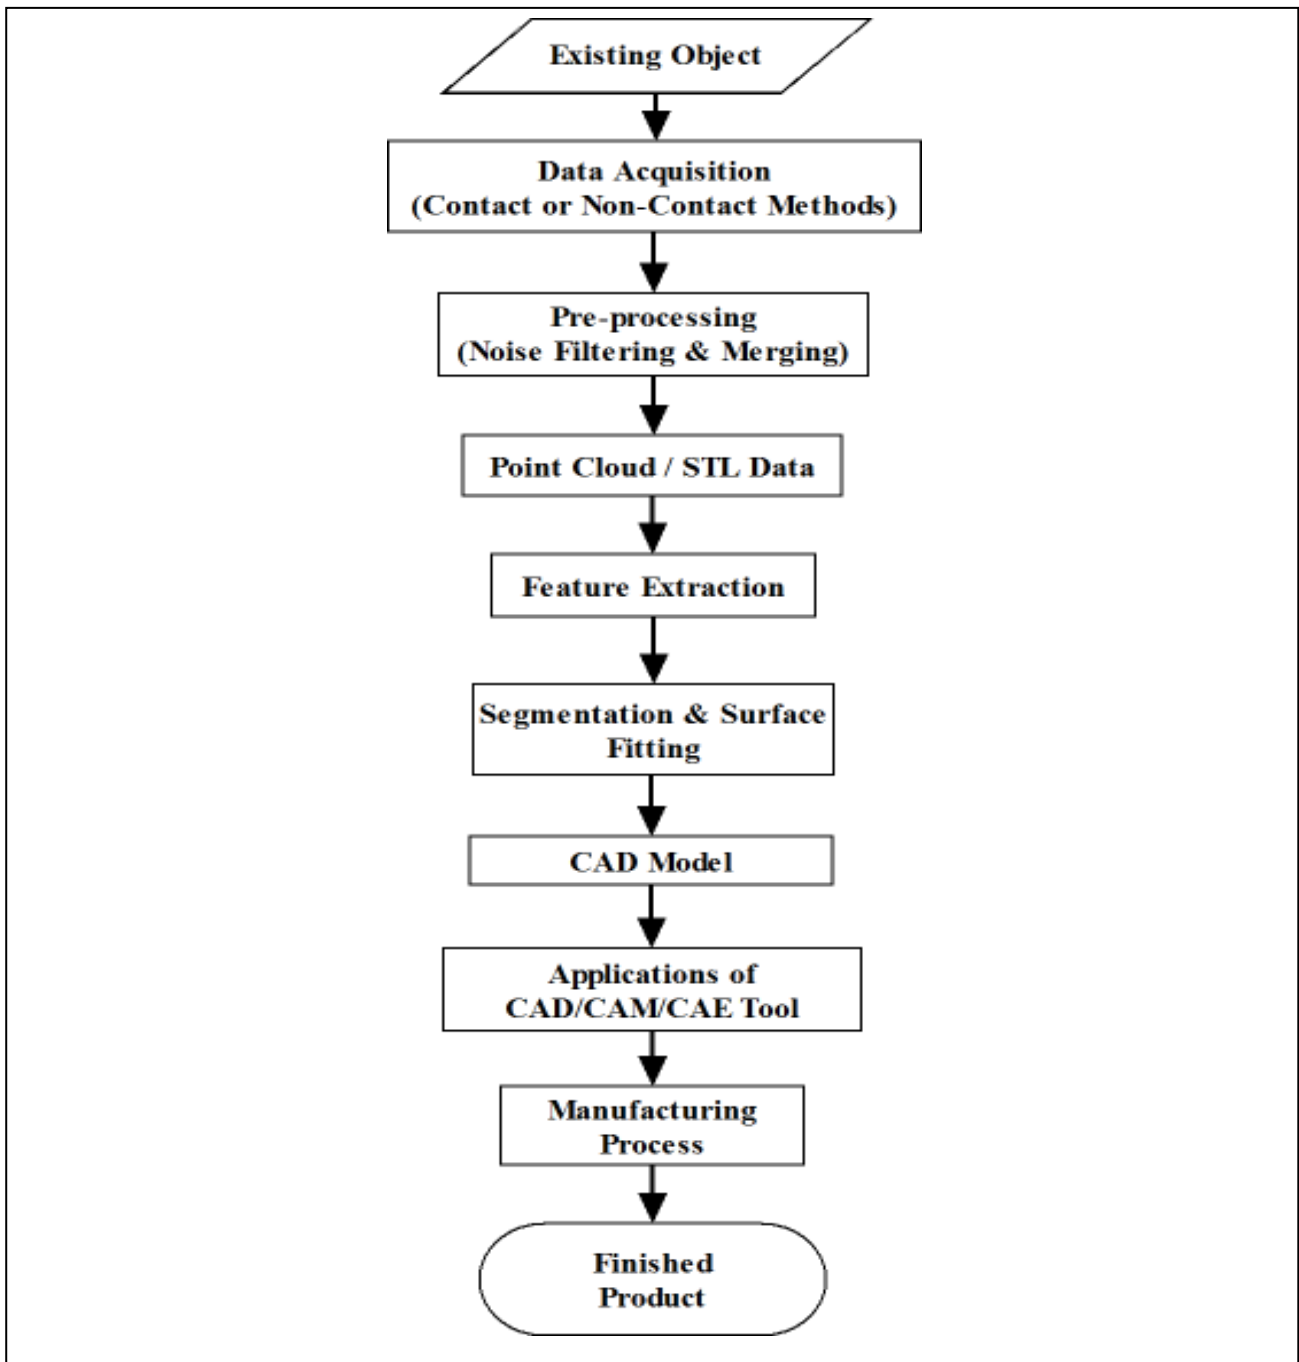 Existing Object
Data Acquisition
(Contact or Non-Contact Methods)
Pre-processing
(Noise Filtering & Merging)
Point Cloud / STL Data
Feature Extraction
Segmentation & Surface
Fitting
CAD Model
Applications of
CAD/CAM/CAE Tool
Manufacturing
Process
Finished
Product